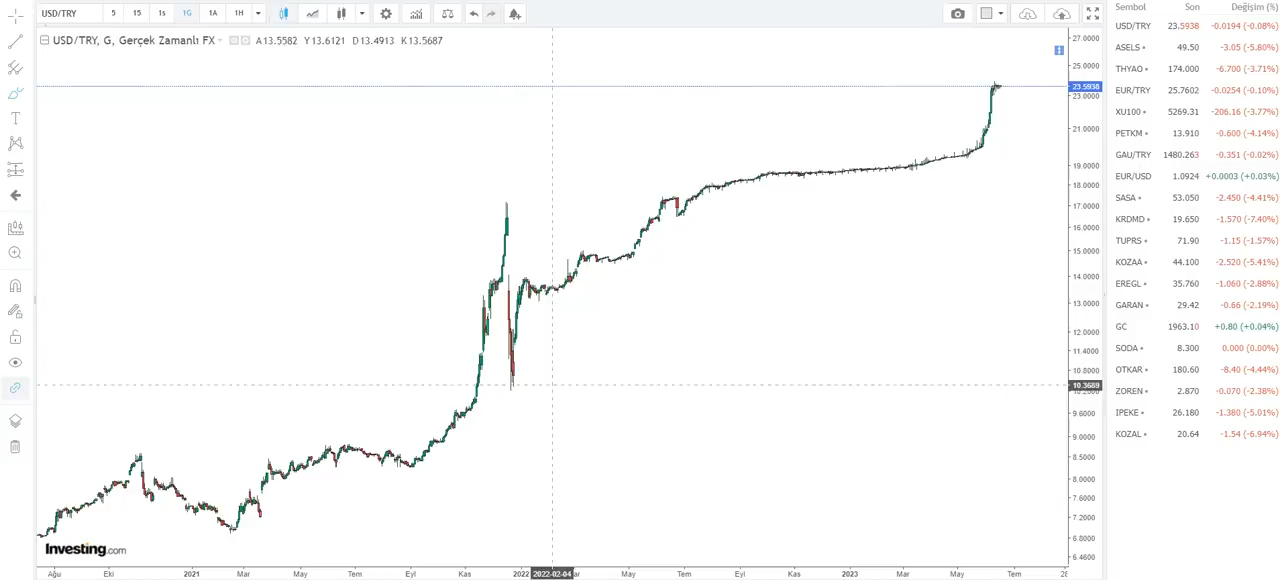 USD/TRY 5 15 1s 1G 1A 1H
USD/TRY, G, Gerçek Zamanlı FX A13.5582 Y13.6121 D13.4913 K13.5687
27.0000
25.0000
23.5938
23.0000
21.0000
19.0000
18.0000
17.0000
16.0000
15.0000
14.0000
13.0000
12.0000
11.4000
10.8000
10.3689
9.6000
9.0000
8.5000
8.0000
7.6000
7.2000
6.8000
6.4600
Investing.com
Ağu Eki 2021 Mar May Tem Eyl Kas 2022 2022-02-04 May Tem Eyl Kas 2023 Mar May Tem
Sembol Son Değişim (%)
USD/TRY 23.5938 -0.0194 (-0.08%)
ASELS 49.50 -3.05 (-5.80%)
THYAO 174.000 -6.700 (-3.71%)
EUR/TRY 25.7602 -0.0254 (-0.10%)
XU100 5269.31 -206.16 (-3.77%)
PETKM 13.910 -0.600 (-4.14%)
GAU/TRY 1480.263 -0.351 (-0.02%)
EUR/USD 1.0924 +0.0003 (+0.03%)
SASA 53.050 -2.450 (-4.41%)
KRDMD 19.650 -1.570 (-7.40%)
TUPRS 71.90 -1.15 (-1.57%)
KOZAA 44.100 -2.520 (-5.41%)
EREGL 35.760 -1.060 (-2.88%)
GARAN 29.42 -0.66 (-2.19%)
GC 1963.10 +0.80 (+0.04%)
SODA 8.300 0.000 (0.00%)
OTKAR 180.60 -8.40 (-4.44%)
ZOREN 2.870 -0.070 (-2.38%)
IPEKE 26.180 -1.380 (-5.01%)
KOZAL 20.64 -1.54 (-6.94%)